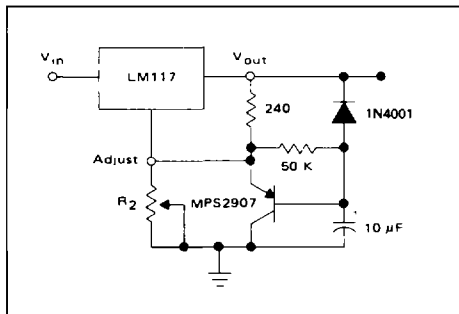 Vin
LM117
Vout
240
1N4001
50 K
Adjust
R2
MPS2907
10 μF